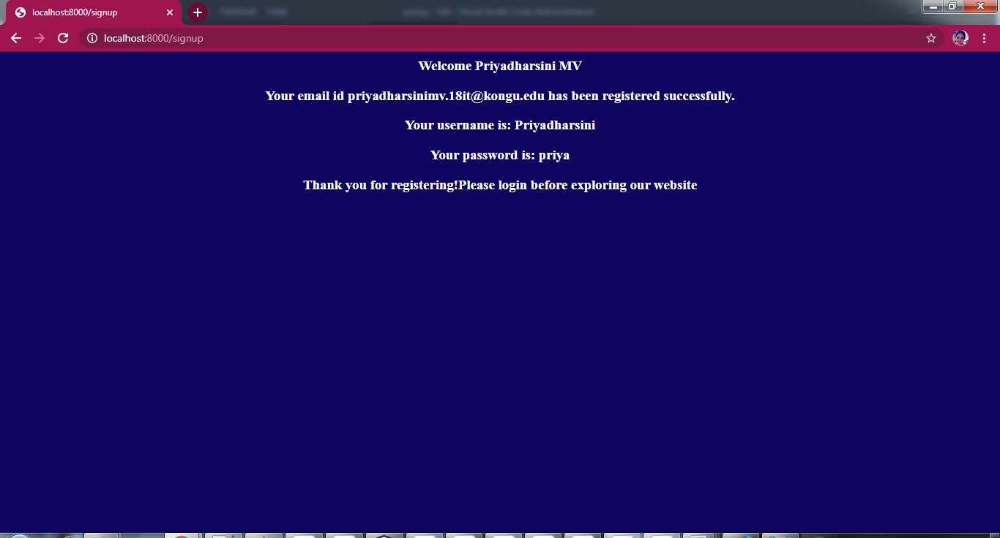 localhost:8000/signup
Terminal Help
localhost:8000/signup
Welcome Priyadharsini MV
Your email id priyadharsinimv.18it@kongu.edu has been registered successfully.
Your username is: Priyadharsini
Your password is: priya
Thank you for registering!Please login before exploring our website